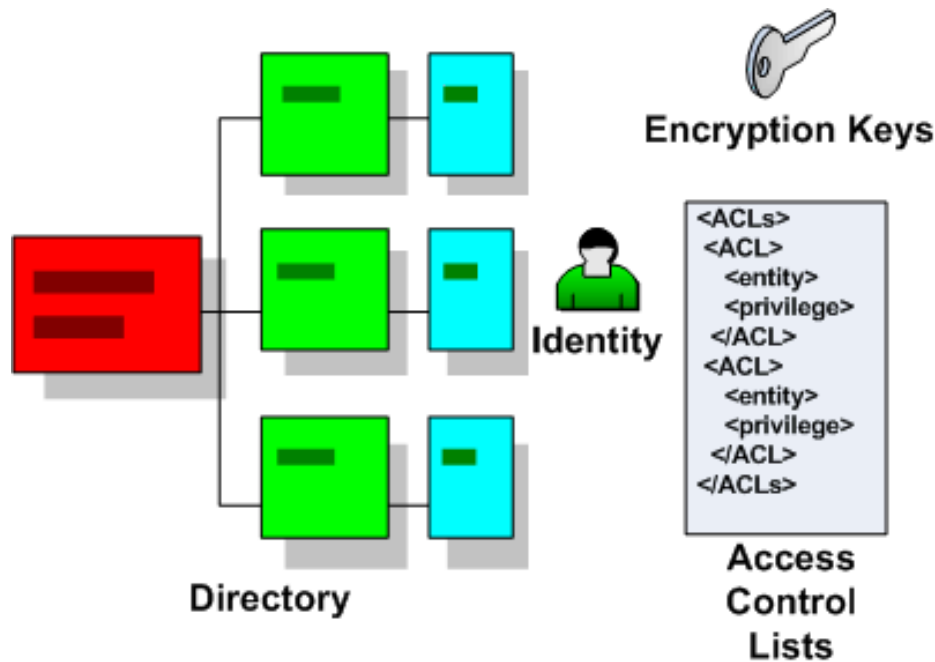 Encryption Keys
<ACLs>
<ACL>
<entity>
<privilege>
</ACL>
<ACL>
<entity>
<privilege>
</ACL>
</ACLs>
Identity
Directory
Access
Control
Lists